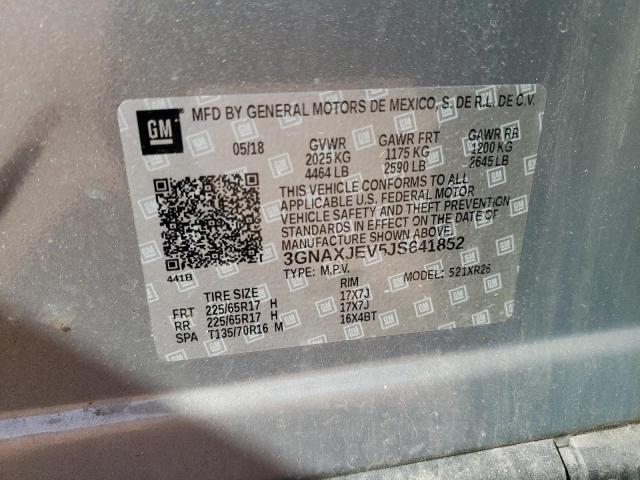 GM
MFD BY GENERAL MOTORS DE MEXICO, S. DE R.L. DE C.V.
05/18 GVWR GAWR FRT GAWR RR
2025 KG 1175 KG 1200 KG
4464 LB 2590 LB 2645 LB
THIS VEHICLE CONFORMS TO ALL
APPLICABLE U.S. FEDERAL MOTOR
VEHICLE SAFETY AND THEFT PREVENTION
STANDARDS IN EFFECT ON THE DATE OF
MANUFACTURE SHOWN ABOVE.
3GNAXJEV5JS641852
441B TYPE: M.P.V. MODEL: 521XR26
TIRE SIZE RIM
FRT 225/65R17 H 17X7J
RR 225/65R17 H 17X7J
SPA T135/70R16 M 16X4BT